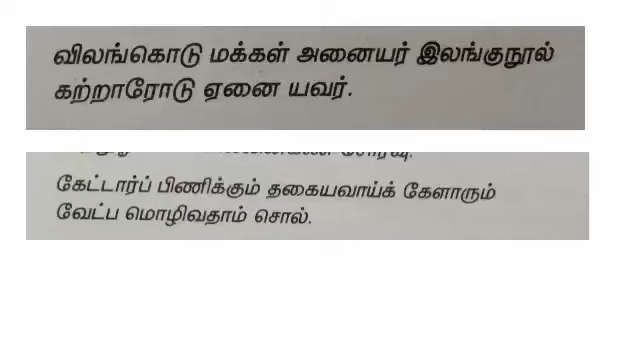 விலங்கொடு மக்கள் அனையர் இலங்குநூல்
கற்றாரோடு ஏனை யவர்.
கேட்டார்ப் பிணிக்கும் தகையவாய்க் கேளாரும்
வேட்ப மொழிவதாம் சொல்.